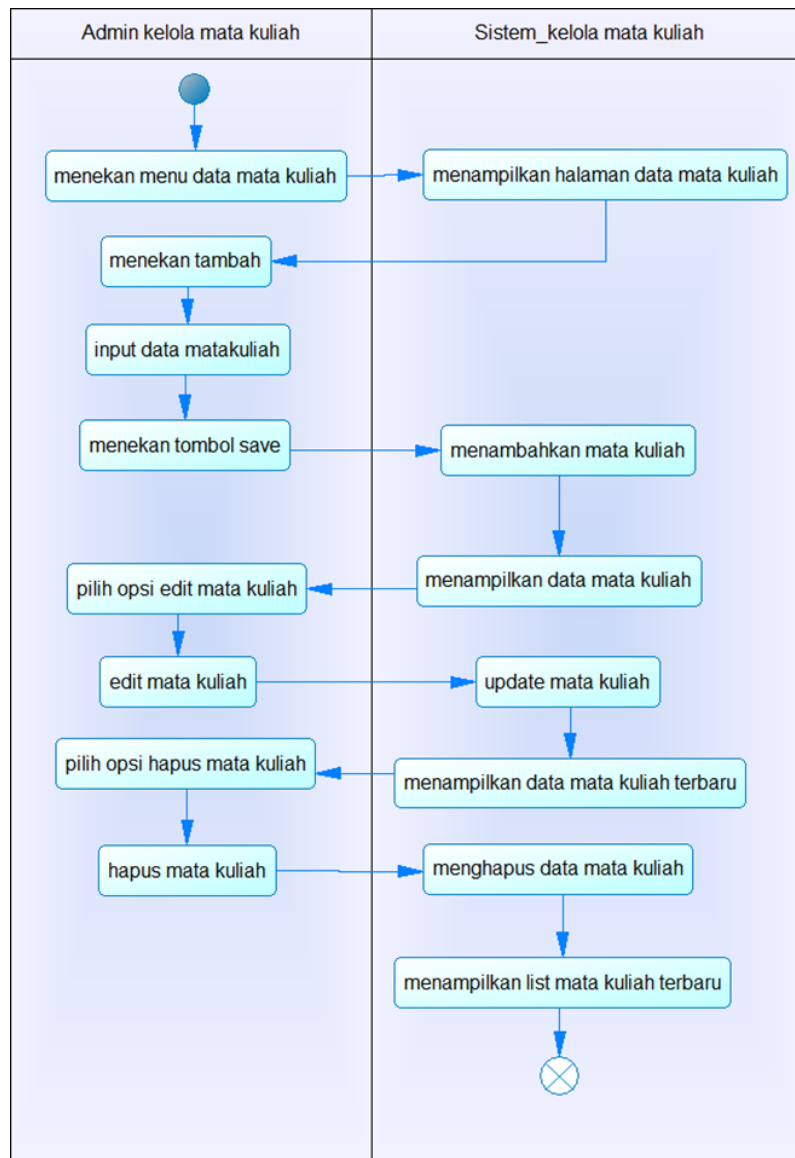 Admin kelola mata kuliah
Sistem_kelola mata kuliah
menekan menu data mata kuliah
menampilkan halaman data mata kuliah
menekan tambah
input data matakuliah
menekan tombol save
menambahkan mata kuliah
menampilkan data mata kuliah
pilih opsi edit mata kuliah
edit mata kuliah
update mata kuliah
menampilkan data mata kuliah terbaru
pilih opsi hapus mata kuliah
hapus mata kuliah
menghapus data mata kuliah
menampilkan list mata kuliah terbaru